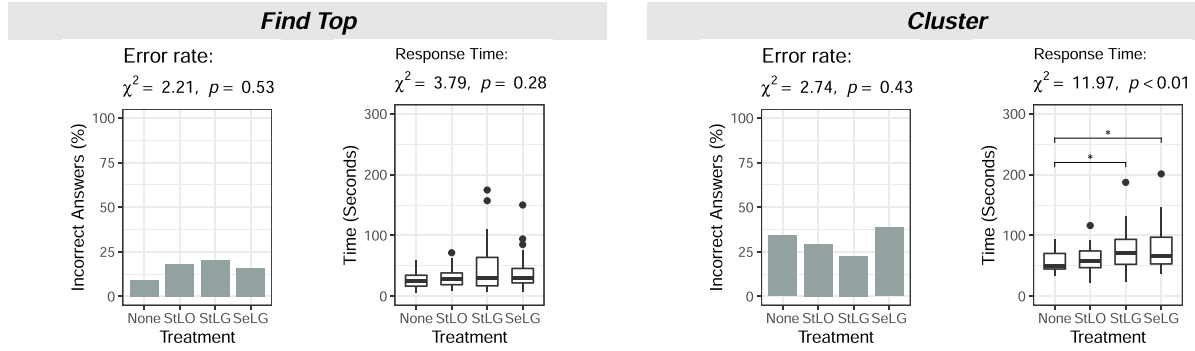 Find Top
Error rate:
χ² = 2.21, p = 0.53
100
75
50
25
0
Incorrect Answers (%)
None StLO StLG SeLG
Treatment
Response Time:
χ² = 3.79, p = 0.28
300
200
100
0
Time (Seconds)
None StLO StLG SeLG
Treatment
Cluster
Error rate:
χ² = 2.74, p = 0.43
100
75
50
25
0
Incorrect Answers (%)
None StLO StLG SeLG
Treatment
Response Time:
χ² = 11.97, p < 0.01
300
200
100
0
Time (Seconds)
*
*
None StLO StLG SeLG
Treatment